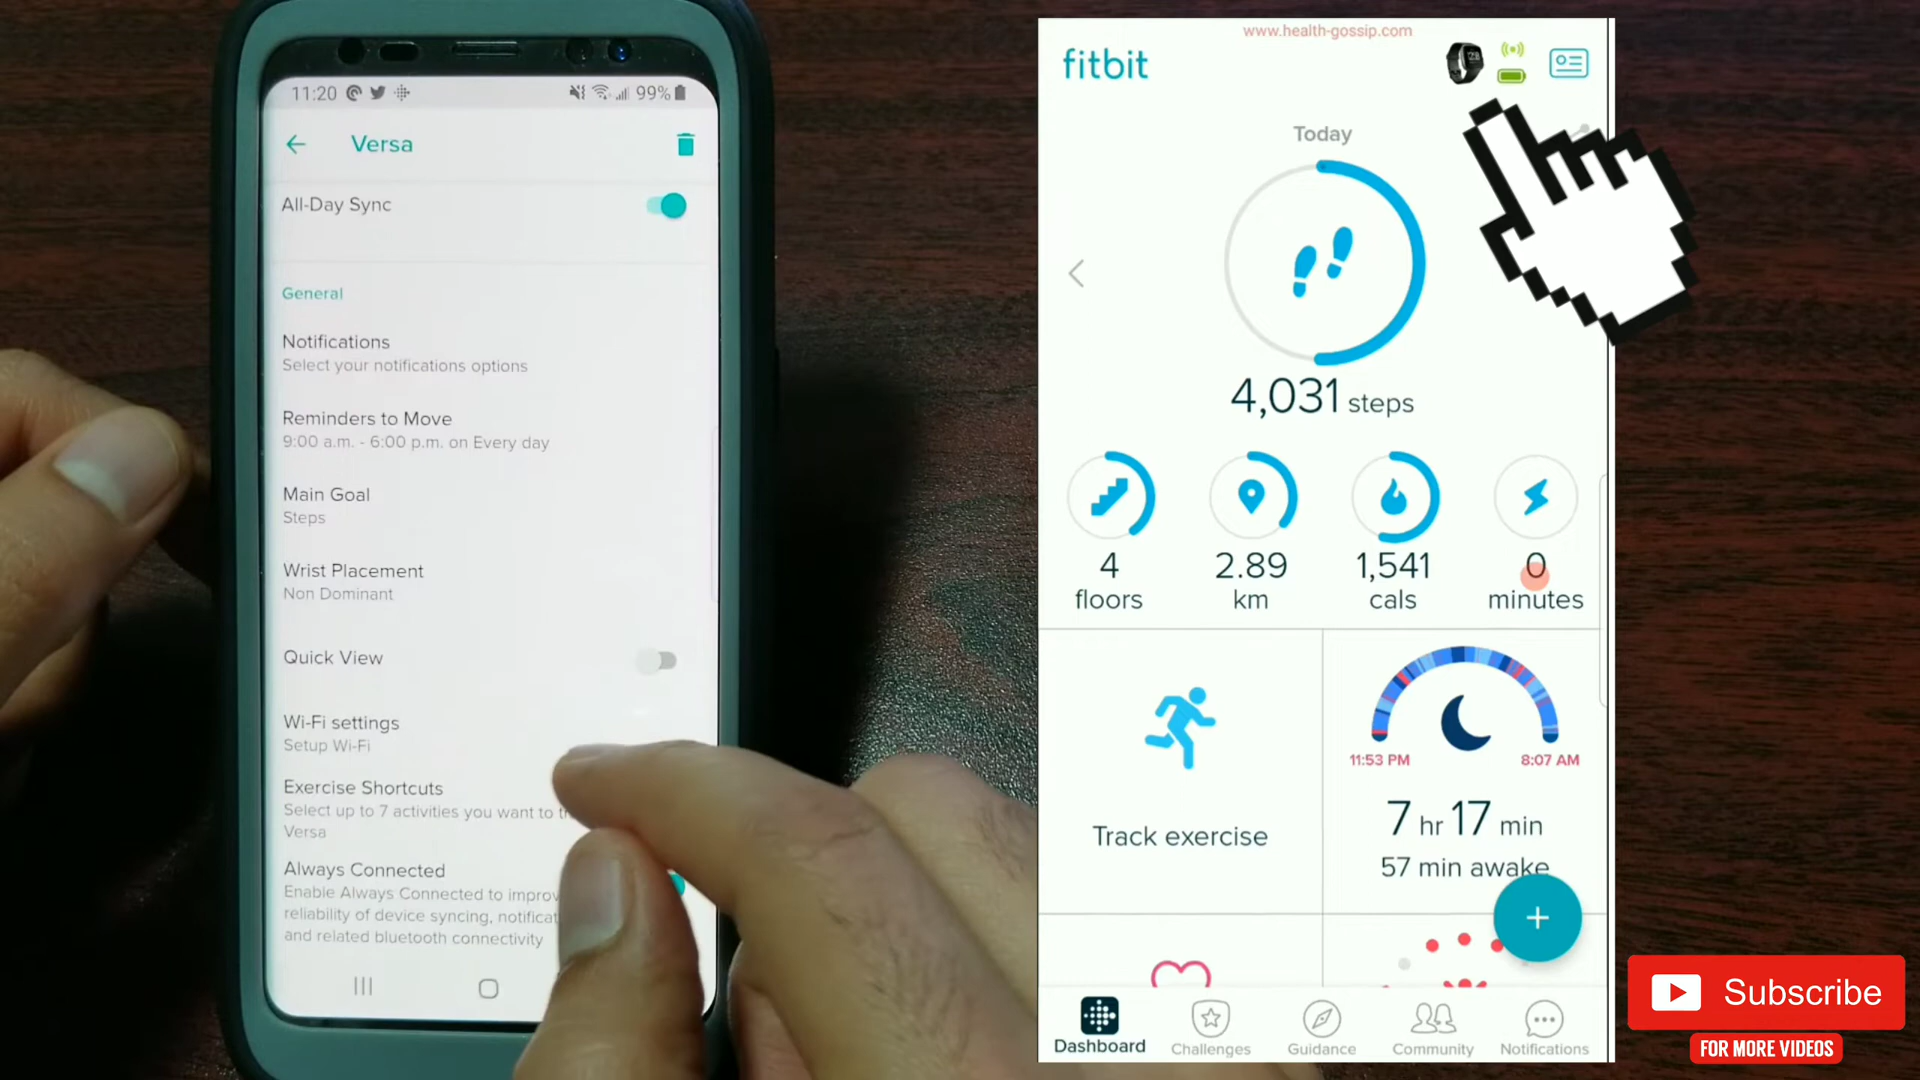 11:20
99%
Versa
All-Day Sync
General
Notifications
Select your notifications options
Reminders to Move
9:00 a.m. - 6:00 p.m. on Every day
Main Goal
Steps
Wrist Placement
Non Dominant
Quick View
Wi-Fi settings
Setup Wi-Fi
Exercise Shortcuts
Select up to 7 activities you want to
Versa
Always Connected
Enable Always Connected to
reliability of device syncing,
and related bluetooth connectivity
www.health-gossip.com
fitbit
Today
4,031 steps
4
floors
2.89
km
1,541
cals
0
minutes
Track exercise
11:53 PM
8:07 AM
7 hr 17 min
57 min awake
+
Dashboard
Challenges
Guidance
Community
Notifications
Subscribe
FOR MORE VIDEOS